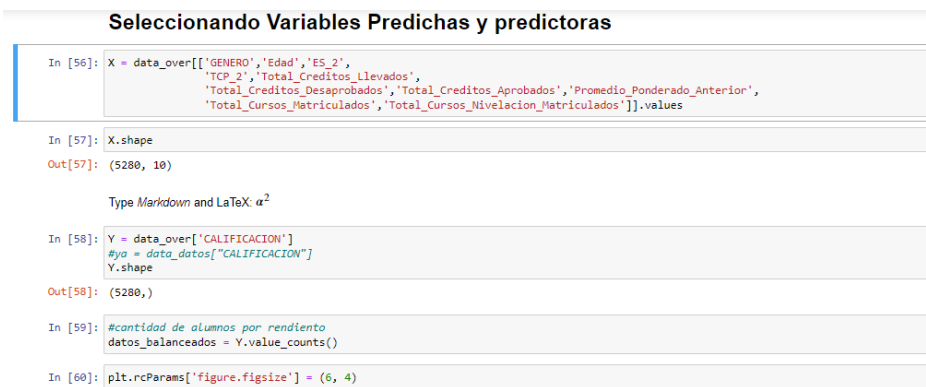 Seleccionando Variables Predichas y predictoras
In [56]: X = data_over[['GENERO','Edad','ES_2',
'TCP_2','Total_Creditos_Llevados',
'Total_Creditos_Desaprobados','Total_Creditos_Aprobados','Promedio_Ponderado_Anterior',
'Total_Cursos_Matriculados','Total_Cursos_Nivelacion_Matriculados']].values
In [57]: X.shape
Out[57]: (5280, 10)
Type Markdown and LaTeX: α²
In [58]: Y = data_over['CALIFICACION']
#ya = data_datos["CALIFICACION"]
Y.shape
Out[58]: (5280,)
In [59]: #cantidad de alumnos por rendiento
datos_balanceados = Y.value_counts()
In [60]: plt.rcParams['figure.figsize'] = (6, 4)